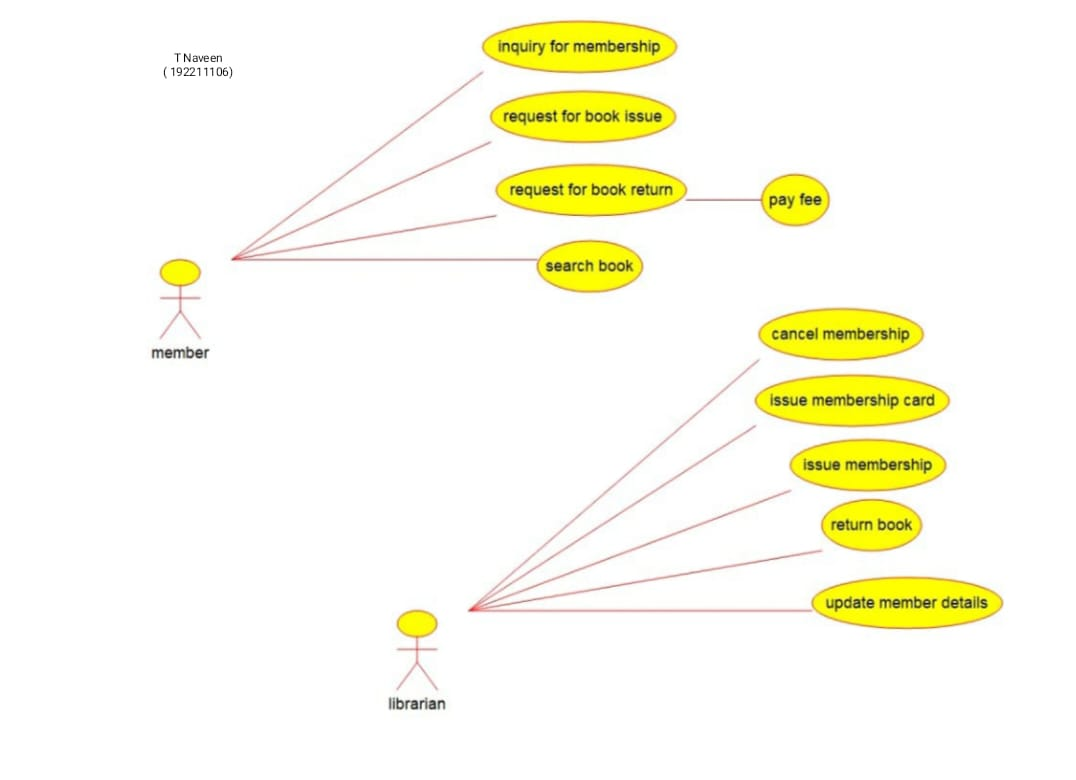 T Naveen
( 192211106)
inquiry for membership
request for book issue
request for book return
pay fee
search book
member
cancel membership
issue membership card
issue membership
return book
update member details
librarian